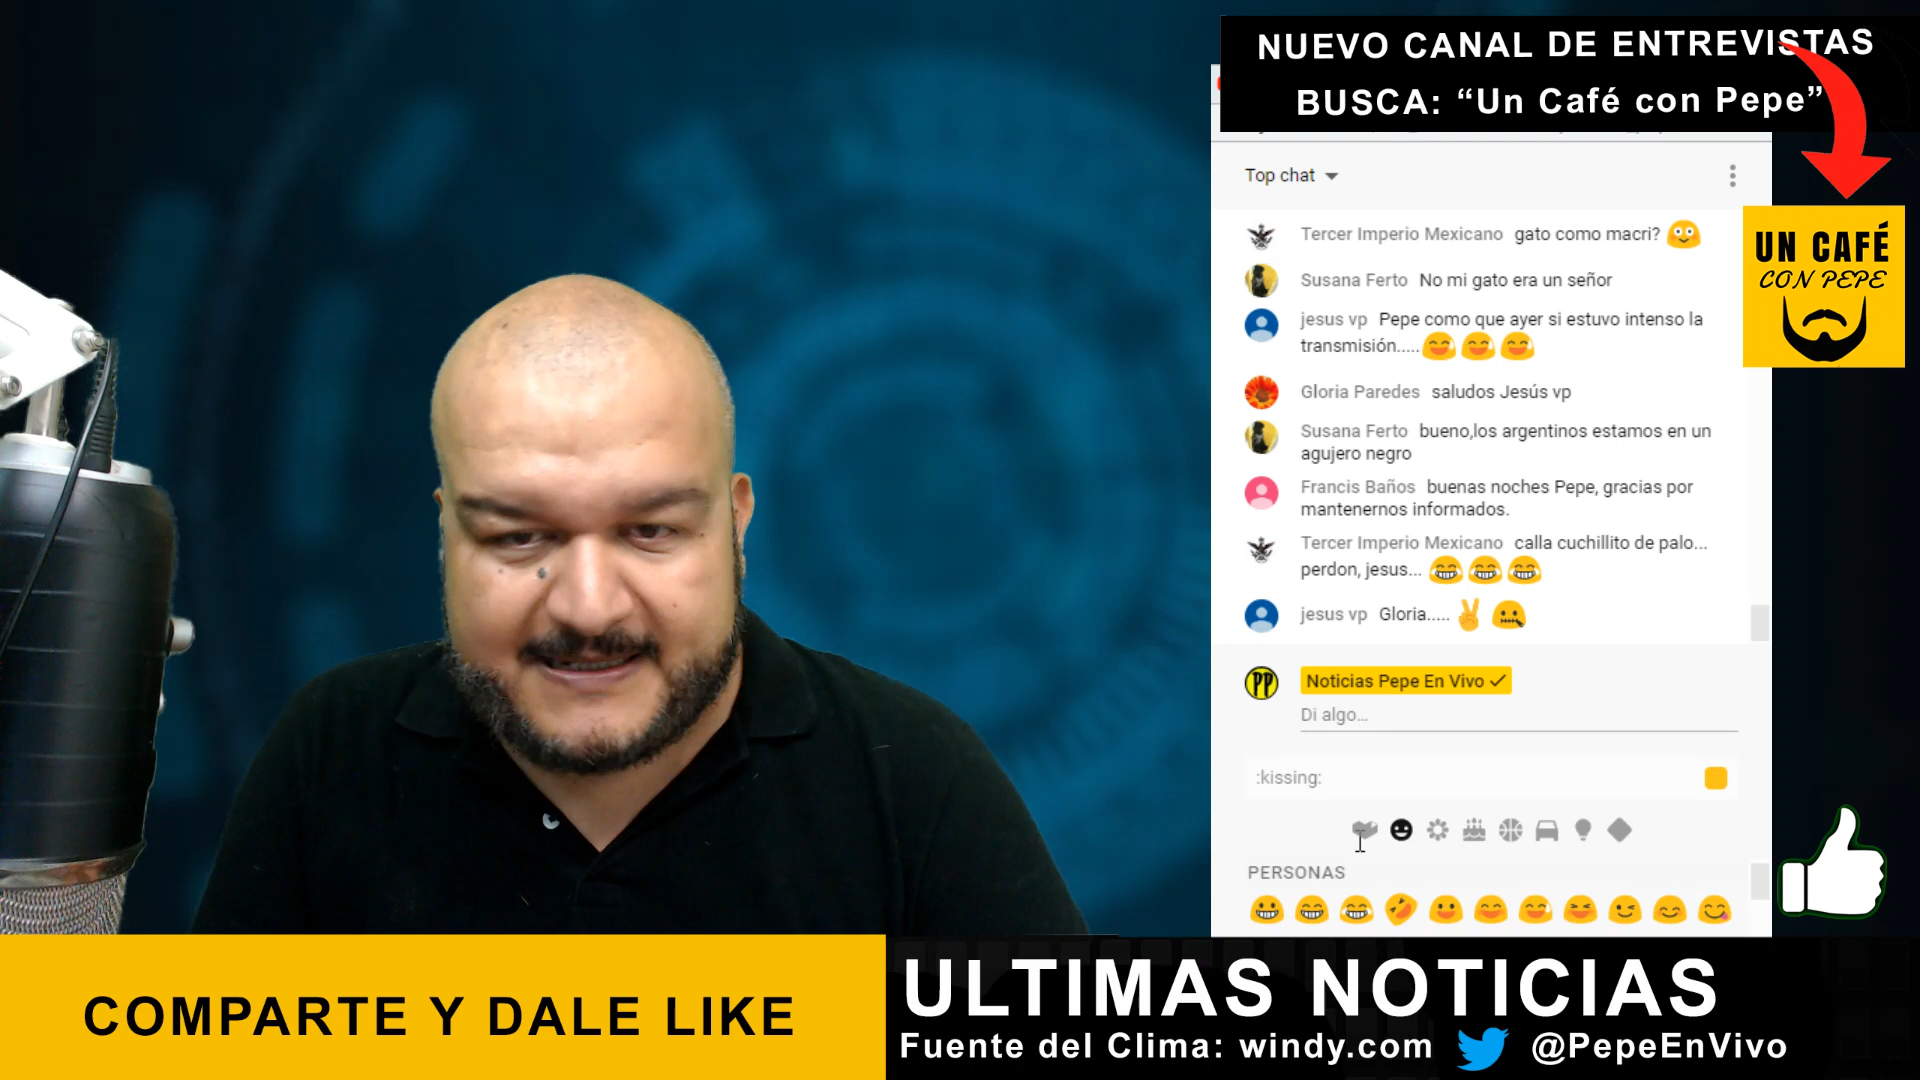 NUEVO CANAL DE ENTREVISTAS
BUSCA: “Un Café con Pepe”
Top chat
UN CAFÉ
CON PEPE
Tercer Imperio Mexicano gato como macri?
Susana Ferto No mi gato era un señor
jesus vp Pepe como que ayer si estuvo intenso la
transmisión.....
Gloria Paredes saludos Jesús vp
Susana Ferto bueno,los argentinos estamos en un
agujero negro
Francis Baños buenas noches Pepe, gracias por
mantenernos informados.
Tercer Imperio Mexicano calla cuchillito de palo...
perdon, jesus...
jesus vp Gloria.....
PP
Noticias Pepe En Vivo
Di algo...
:kissing:
PERSONAS
COMPARTE Y DALE LIKE
ULTIMAS NOTICIAS
Fuente del Clima: windy.com @PepeEnVivo